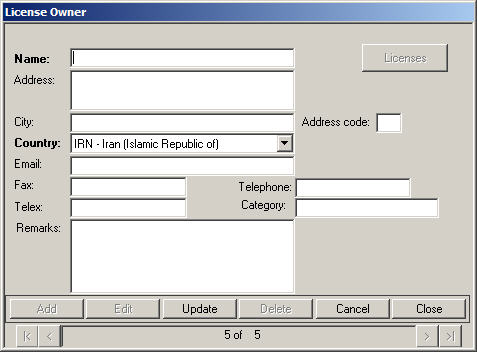 License Owner
Name:
Licenses
Address:
City:
Address code:
Country: IRN - Iran (Islamic Republic of)
Email:
Fax:
Telephone:
Telex:
Category:
Remarks:
Add Edit Update Delete Cancel Close
5 of 5